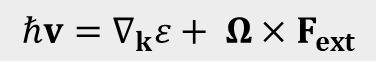 ℏ𝐯 = ∇𝐤ε + 𝛀 × 𝐅ext